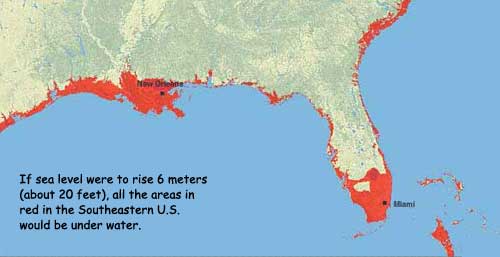 New Orleans
If sea level were to rise 6 meters
(about 20 feet), all the areas in
red in the Southeastern U.S.
would be under water.
Miami